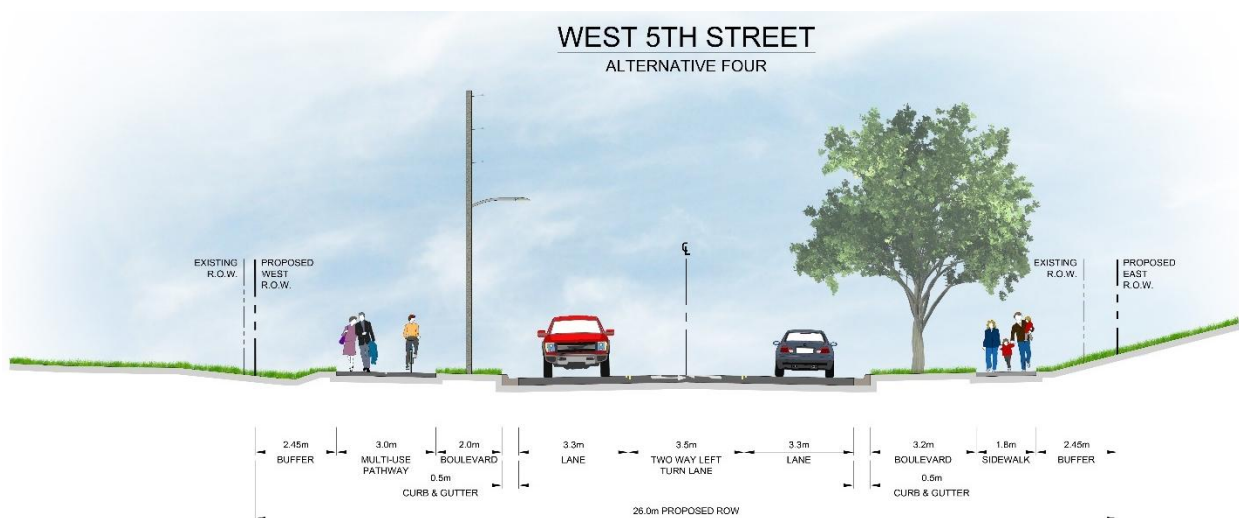 WEST 5TH STREET
ALTERNATIVE FOUR
℄
EXISTING
R.O.W.
PROPOSED
WEST
R.O.W.
EXISTING
R.O.W.
PROPOSED
EAST
R.O.W.
2.45m
BUFFER
3.0m
MULTI-USE
PATHWAY
2.0m
BOULEVARD
3.3m
LANE
3.5m
TWO WAY LEFT
TURN LANE
3.3m
LANE
3.2m
BOULEVARD
1.8m
SIDEWALK
2.45m
BUFFER
0.5m
CURB & GUTTER
0.5m
CURB & GUTTER
26.0m PROPOSED ROW